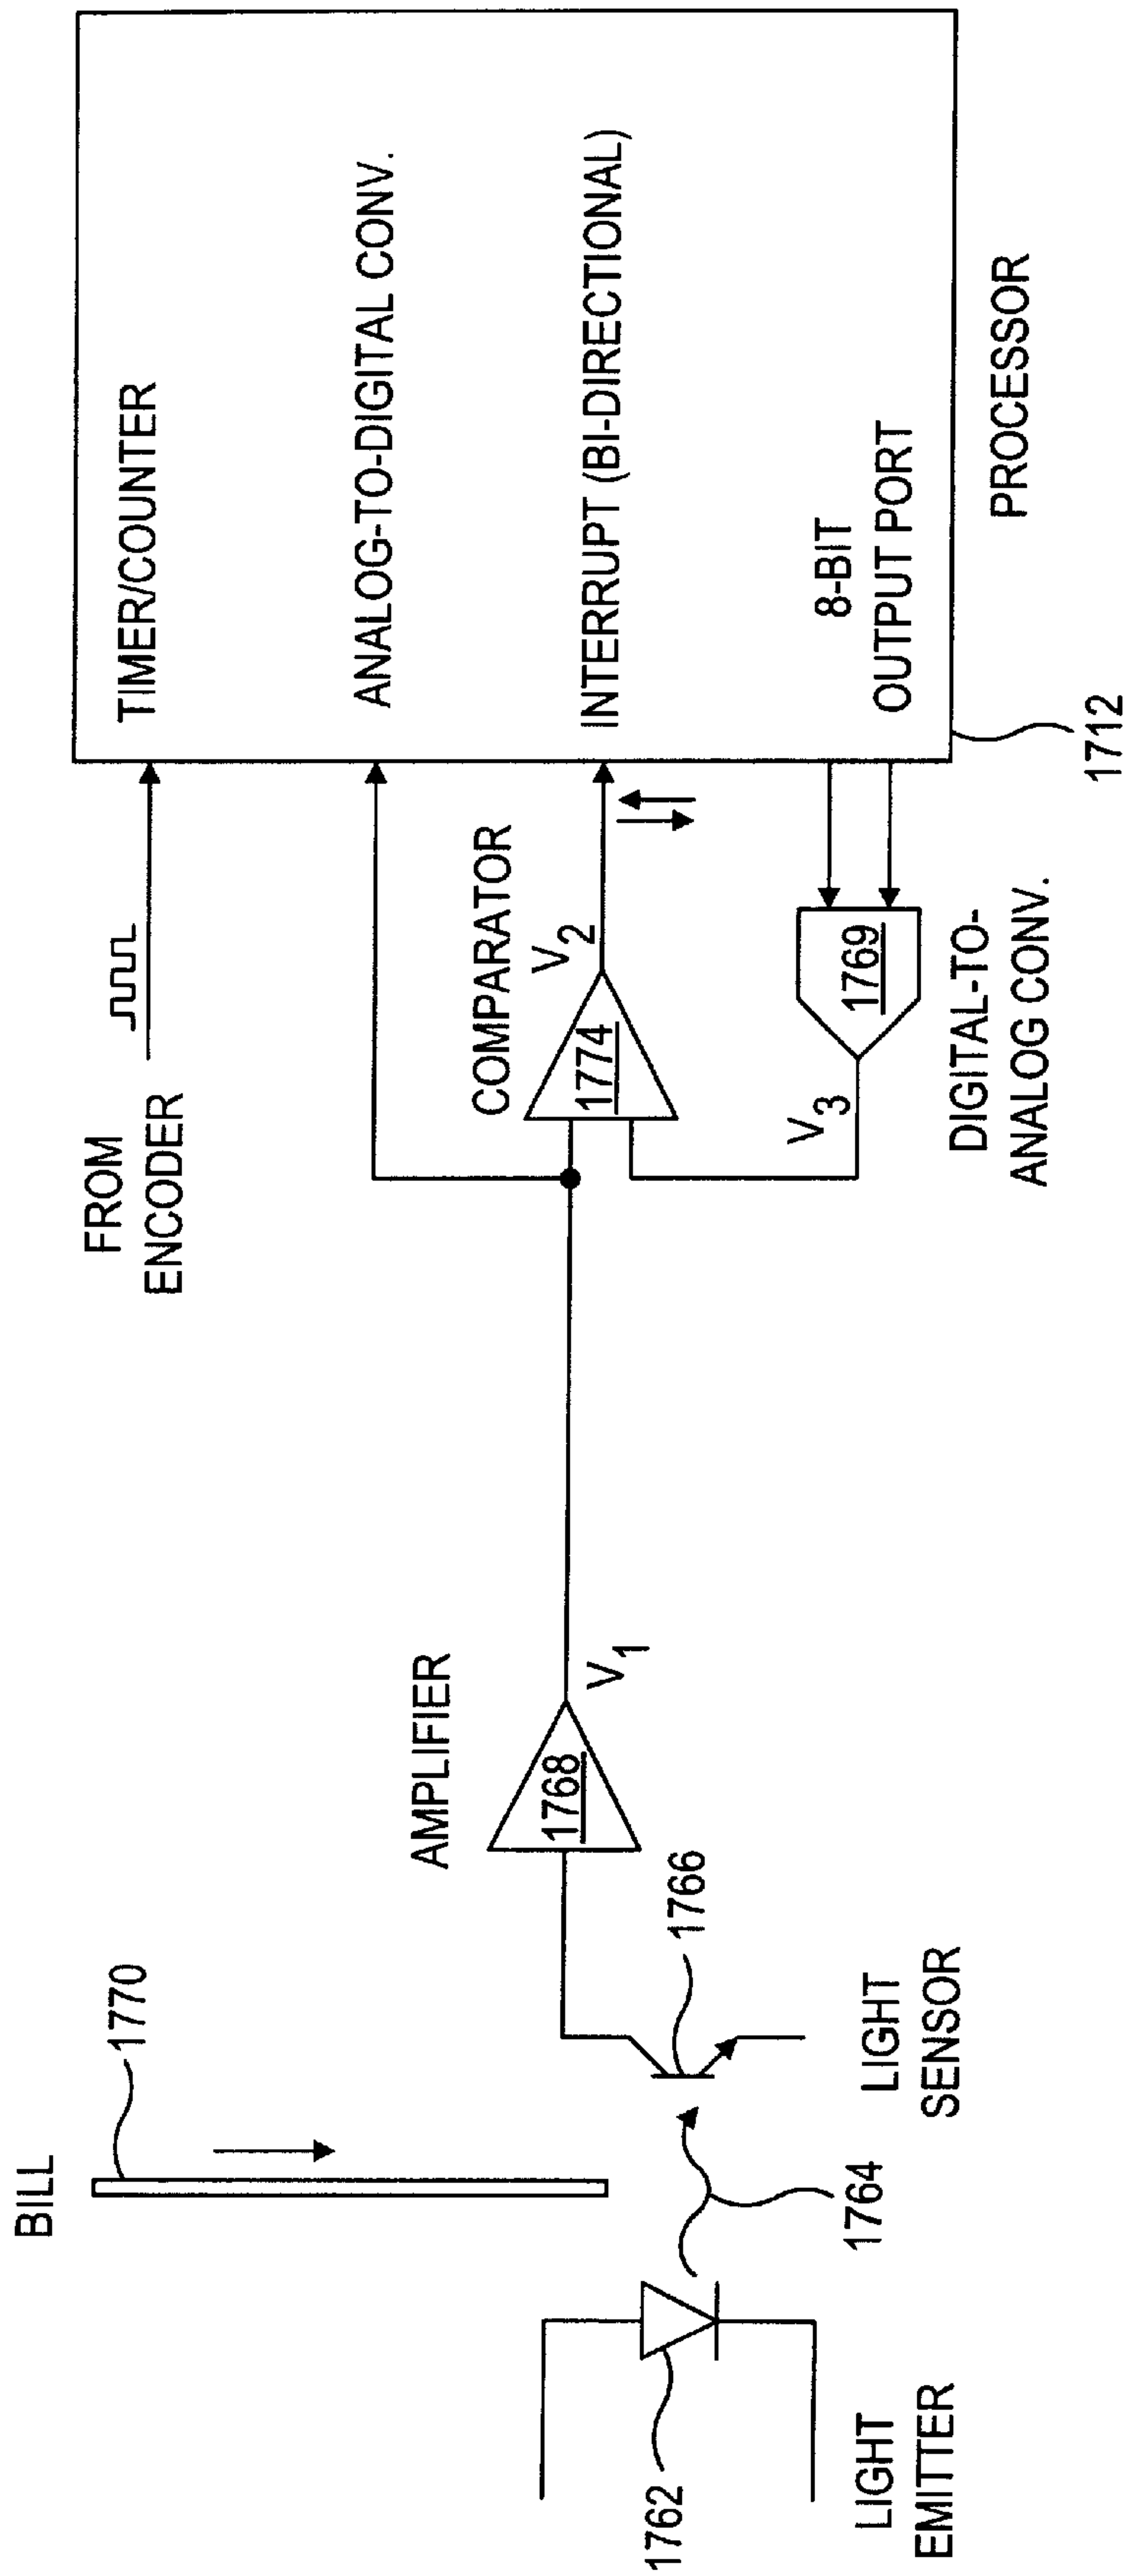 BILL
1770
LIGHT
EMITTER
1762
1764
LIGHT
SENSOR
1766
AMPLIFIER
1768
V1
FROM
ENCODER
COMPARATOR
1774
V2
V3
1769
DIGITAL-TO-
ANALOG CONV.
TIMER/COUNTER
ANALOG-TO-DIGITAL CONV.
INTERRUPT (BI-DIRECTIONAL)
8-BIT
OUTPUT PORT
PROCESSOR
1712